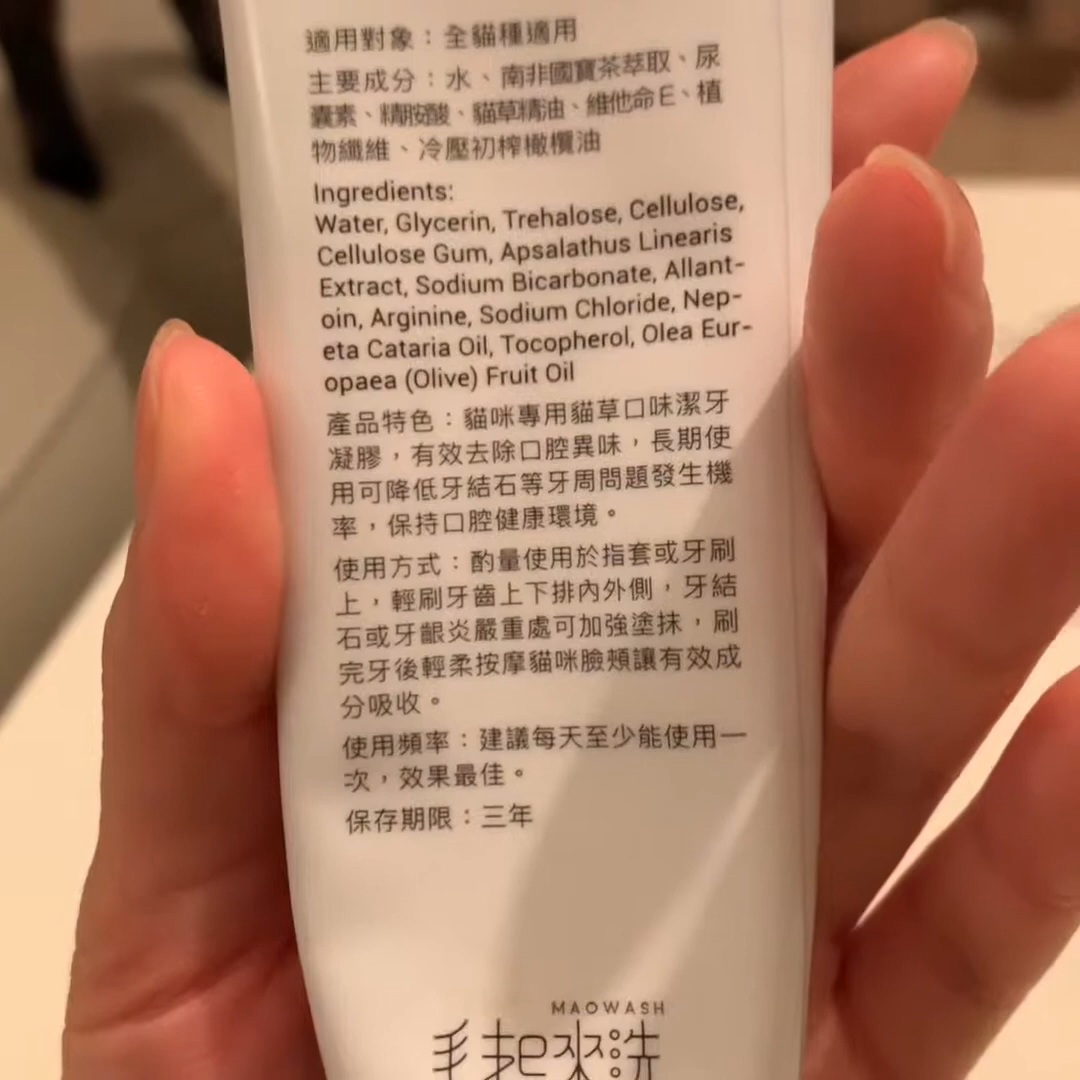 適用對象：全貓種適用
主要成分：水、南非國寶茶萃取、尿
囊素、精胺酸、貓草精油、維他命E、植
物纖維、冷壓初榨橄欖油
Ingredients:
Water, Glycerin, Trehalose, Cellulose,
Cellulose Gum, Apsalathus Linearis
Extract, Sodium Bicarbonate, Allant-
oin, Arginine, Sodium Chloride, Nep-
eta Cataria Oil, Tocopherol, Olea Eur-
opaea (Olive) Fruit Oil
產品特色：貓咪專用貓草口味潔牙
凝膠，有效去除口腔異味，長期使
用可降低牙結石等牙周問題發生機
率，保持口腔健康環境。
使用方式：酌量使用於指套或牙刷
上，輕刷牙齒上下排內外側，牙結
石或牙齦炎嚴重處可加強塗抹，刷
完牙後輕柔按摩貓咪臉頰讓有效成
分吸收。
使用頻率：建議每天至少能使用一
次，效果最佳。
保存期限：三年
MAOWASH
毛起來洗